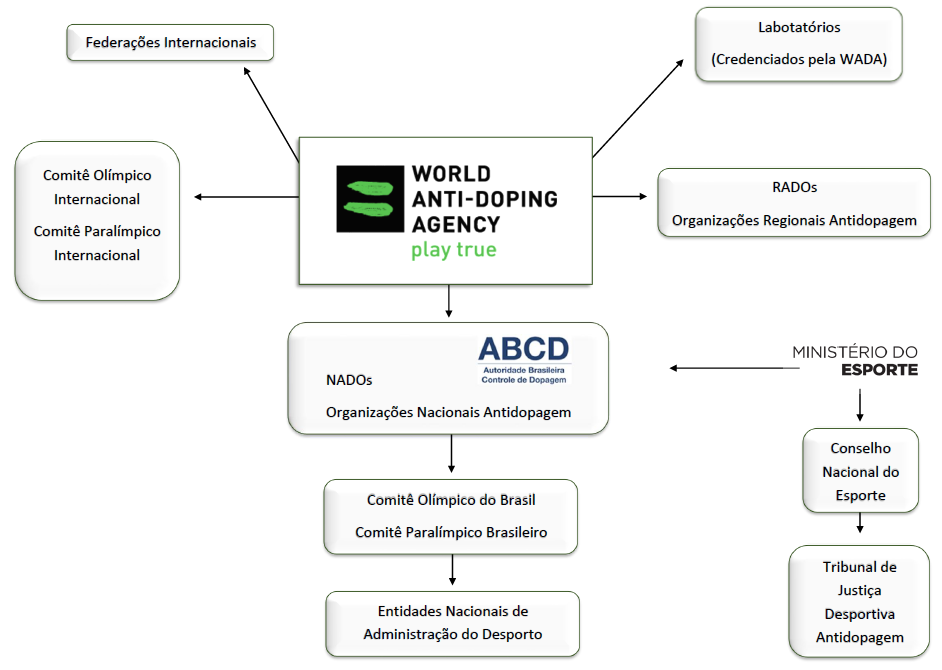 Federações Internacionais
Labotatórios
(Credenciados pela WADA)
Comitê Olímpico
Internacional
Comitê Paralímpico
Internacional
WORLD
ANTI-DOPING
AGENCY
play true
RADOs
Organizações Regionais Antidopagem
ABCD
Autoridade Brasileira
Controle de Dopagem
NADOs
Organizações Nacionais Antidopagem
MINISTÉRIO DO
ESPORTE
Conselho
Nacional do
Esporte
Comitê Olímpico do Brasil
Comitê Paralímpico Brasileiro
Tribunal de
Justiça
Desportiva
Antidopagem
Entidades Nacionais de
Administração do Desporto